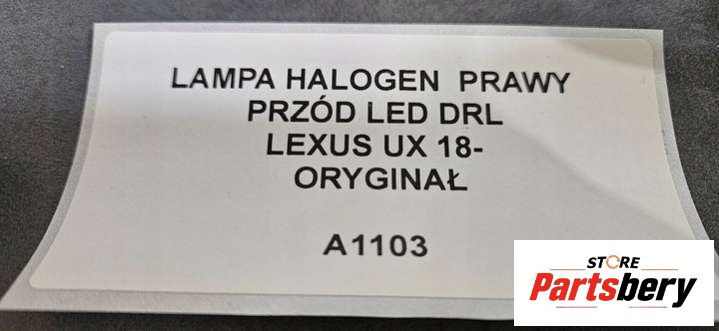 LAMPA HALOGEN PRAWY
PRZÓD LED DRL
LEXUS UX 18-
ORYGINAŁ
A1103
STORE
Partsbery